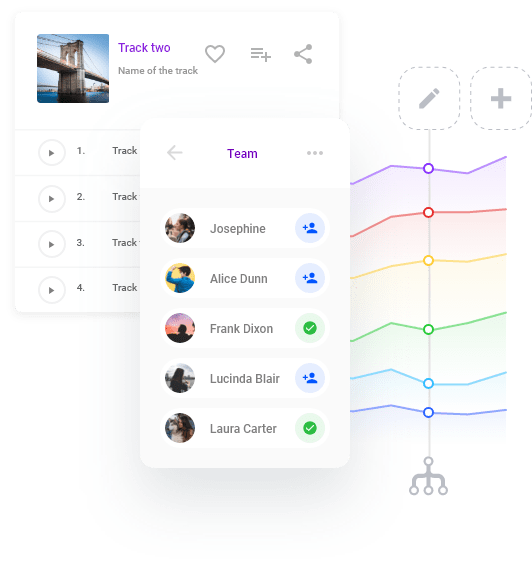 Track two
Name of the track
1. Track
2. Track
3. Track
4. Track
Team
Josephine
Alice Dunn
Frank Dixon
Lucinda Blair
Laura Carter